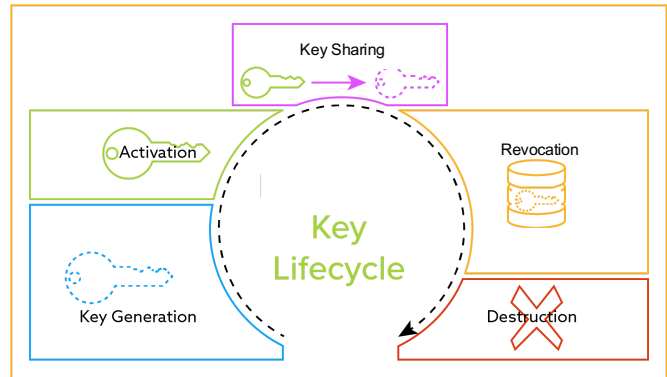 Key Sharing
Activation
Revocation
Key
Lifecycle
Key Generation
Destruction